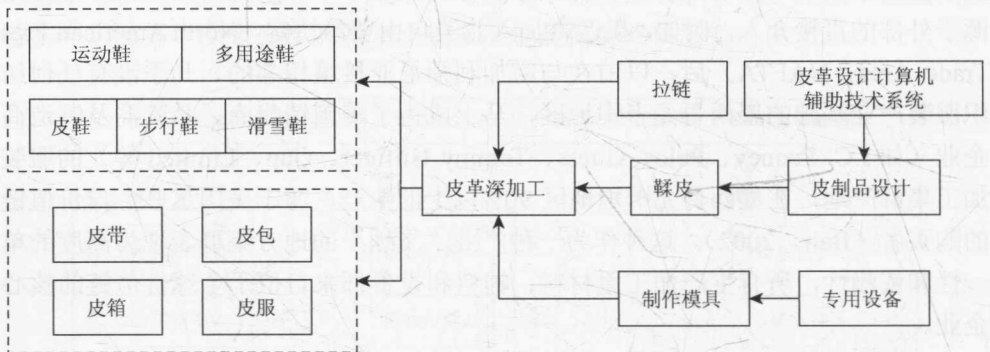 运动鞋 多用途鞋
皮鞋 步行鞋 滑雪鞋
皮带 皮包
皮箱 皮服
皮革深加工
拉链
鞣皮
制作模具
皮革设计计算机
辅助技术系统
皮制品设计
专用设备